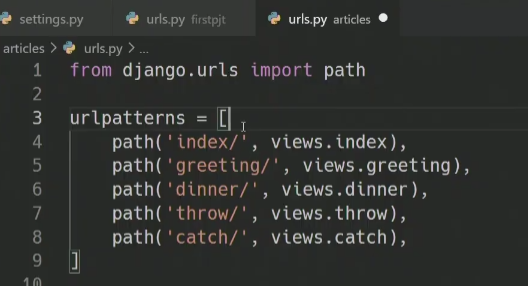 settings.py urls.py firstpjt urls.py articles
articles > urls.py > ...
1 from django.urls import path
2
3 urlpatterns = [
4 path('index/', views.index),
5 path('greeting/', views.greeting),
6 path('dinner/', views.dinner),
7 path('throw/', views.throw),
8 path('catch/', views.catch),
9 ]
10